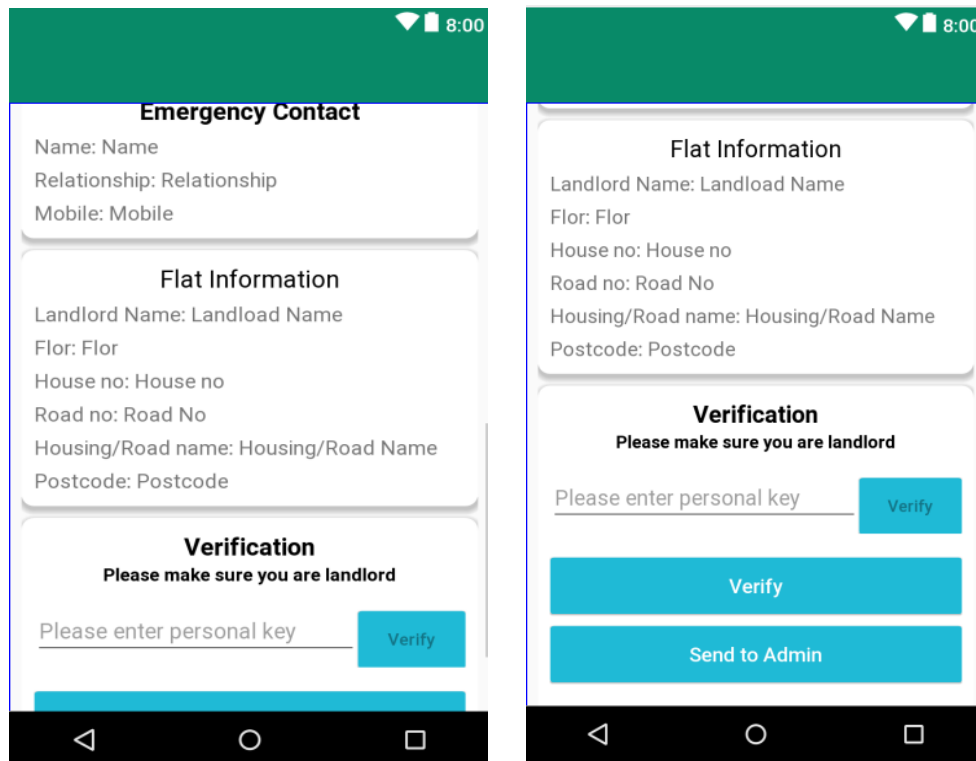 8:00
Emergency Contact
Name: Name
Relationship: Relationship
Mobile: Mobile
Flat Information
Landlord Name: Landload Name
Flor: Flor
House no: House no
Road no: Road No
Housing/Road name: Housing/Road Name
Postcode: Postcode
Verification
Please make sure you are landlord
Please enter personal key
Verify
8:00
Flat Information
Landlord Name: Landload Name
Flor: Flor
House no: House no
Road no: Road No
Housing/Road name: Housing/Road Name
Postcode: Postcode
Verification
Please make sure you are landlord
Please enter personal key
Verify
Verify
Send to Admin